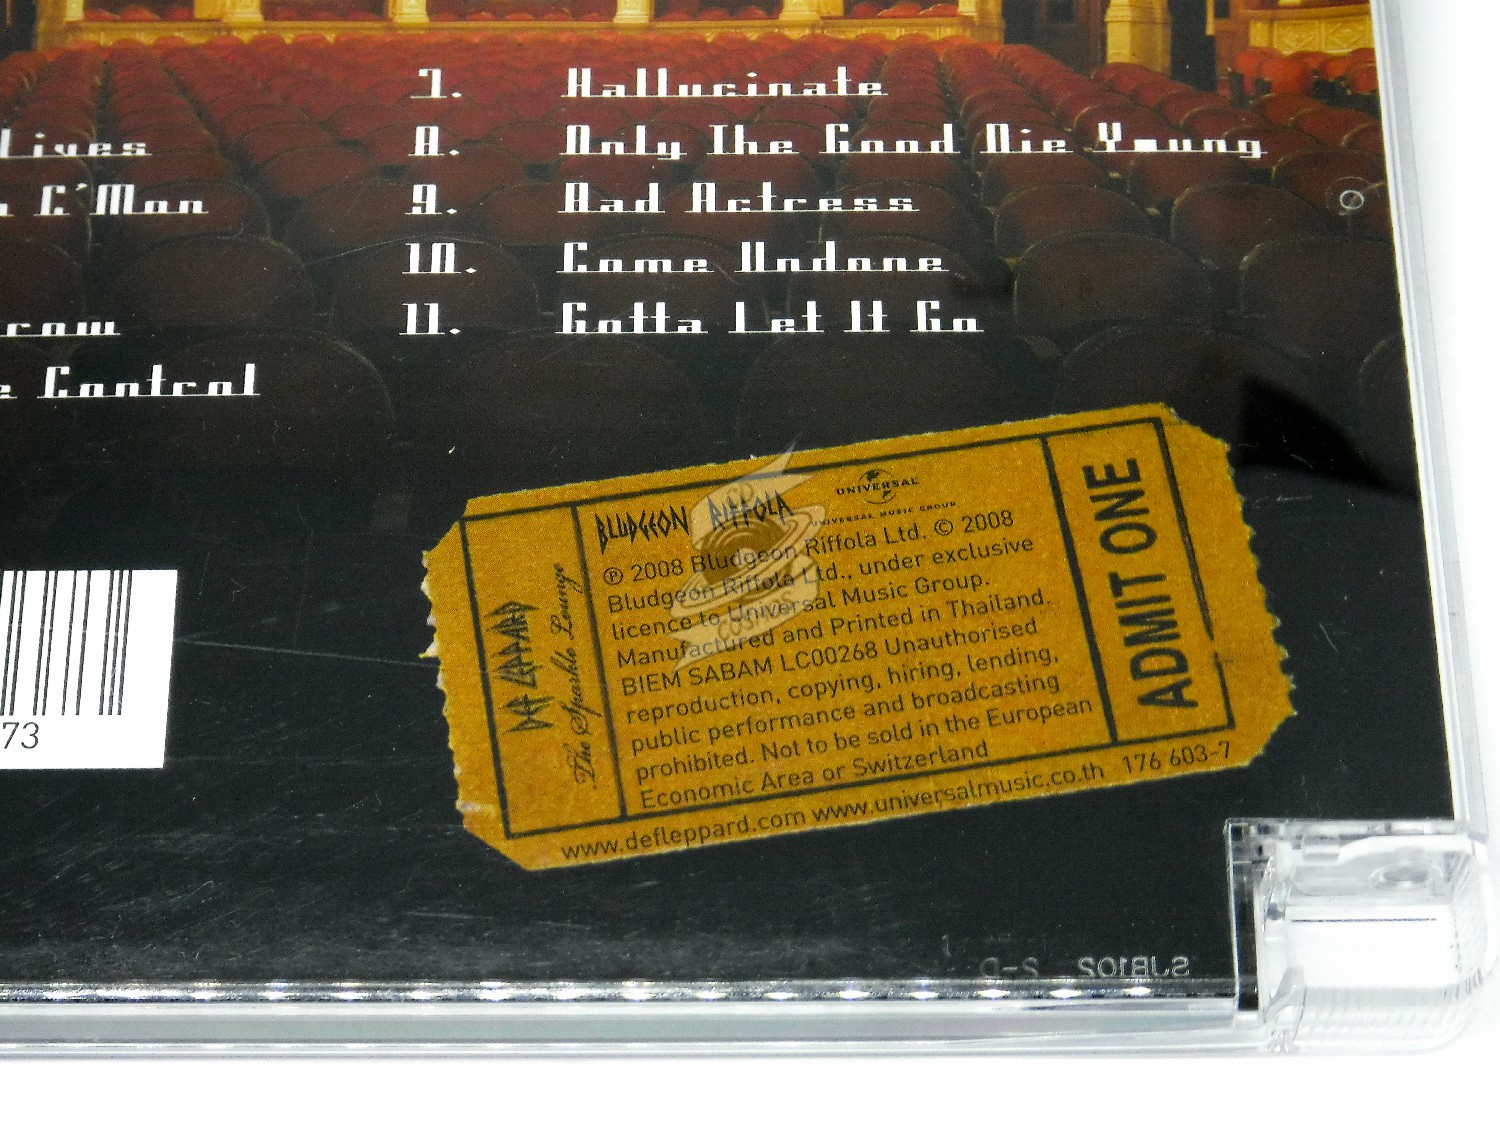 Lives
G'Man
row
Control
7. Hallucinate
8. Only The Good Die Young
9. Bad Actress
10. Come Undone
11. Gotta Let It Go
73
DEF LEPPARD
The Sparkle Lounge
BLUDGEON RIFFOLA
UNIVERSAL
UNIVERSAL MUSIC GROUP
℗ 2008 Bludgeon Riffola Ltd. © 2008
Bludgeon Riffola Ltd., under exclusive
licence to Universal Music Group.
Manufactured and Printed in Thailand.
BIEM SABAM LC00268 Unauthorised
reproduction, copying, hiring, lending,
public performance and broadcasting
prohibited. Not to be sold in the European
Economic Area or Switzerland
www.defleppard.com www.universalmusic.co.th 176 603-7
ADMIT ONE